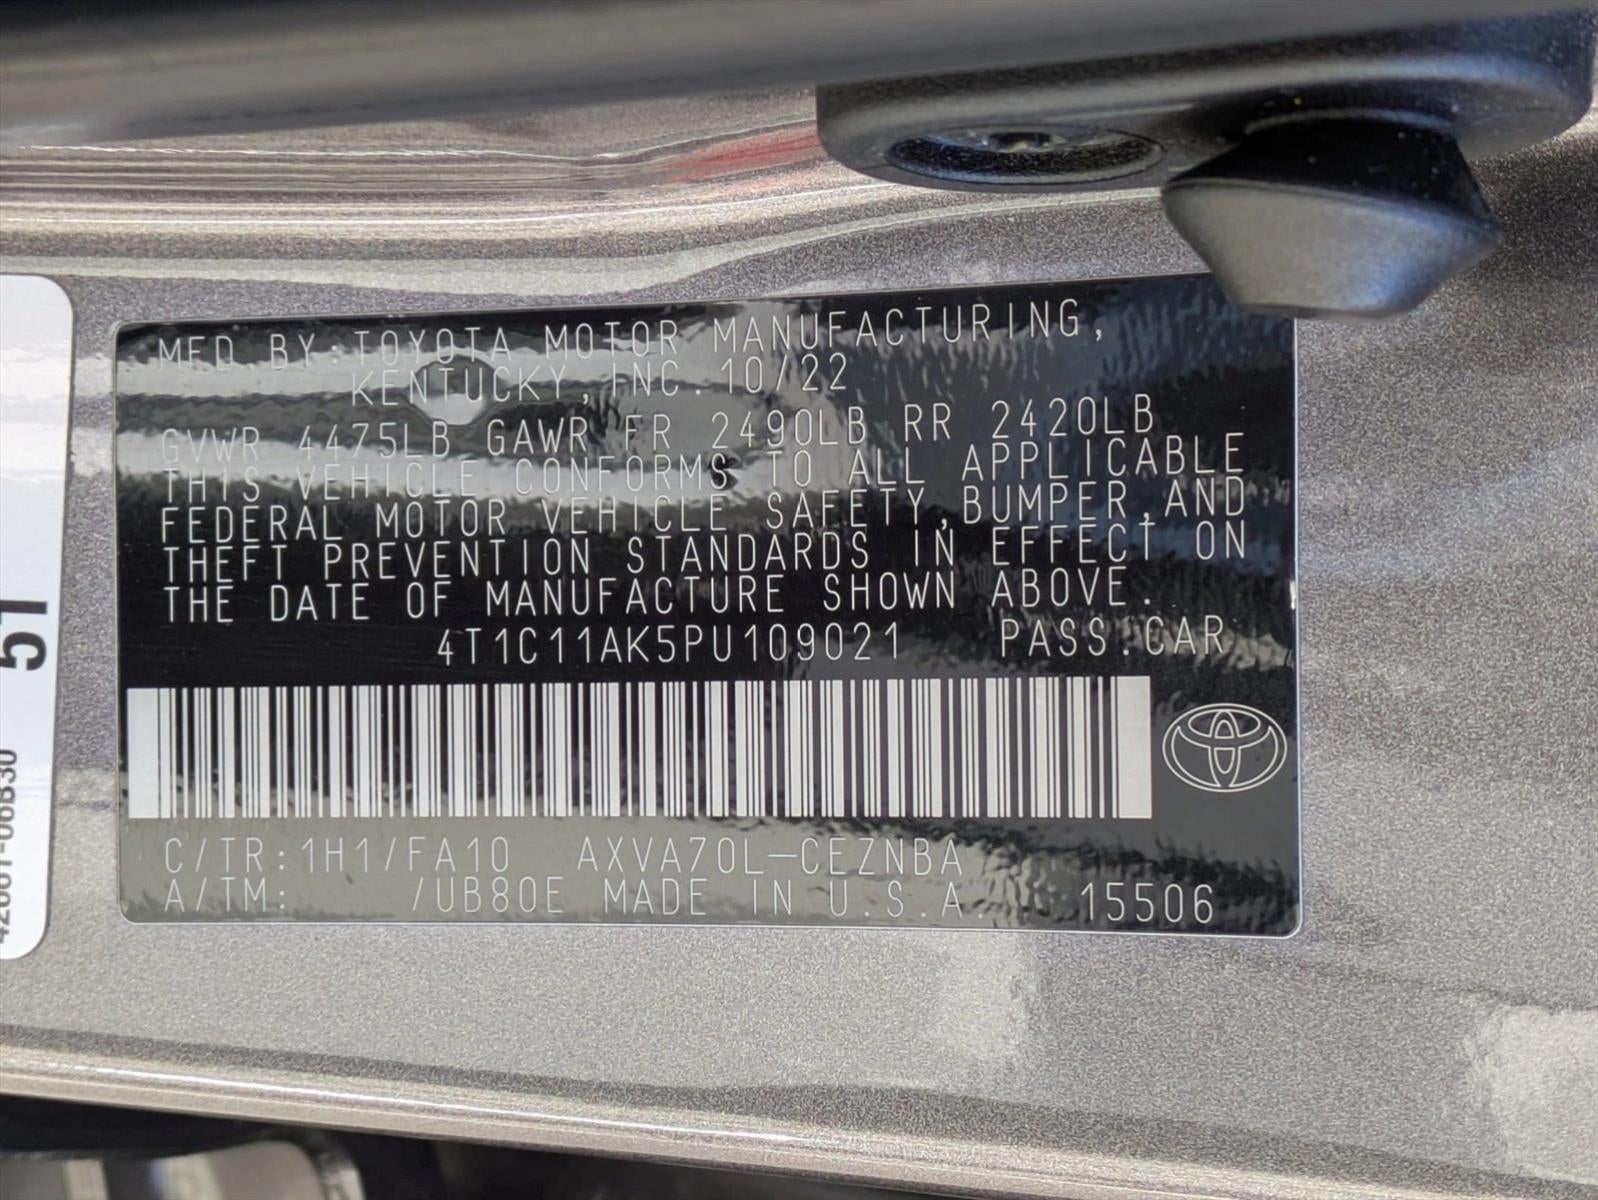 MFD.BY:TOYOTA MOTOR MANUFACTURING,
KENTUCKY,INC. 10/22
GVWR 4475LB GAWR FR 2490LB RR 2420LB
THIS VEHICLE CONFORMS TO ALL APPLICABLE
FEDERAL MOTOR VEHICLE SAFETY,BUMPER,AND
THEFT PREVENTION STANDARDS IN EFFECT ON
THE DATE OF MANUFACTURE SHOWN ABOVE.
4T1C11AK5PU109021 PASS.CAR
C/TR:1H1/FA10 AXVA70L-CEZNBA
A/TM: /UB80E MADE IN U.S.A. 15506